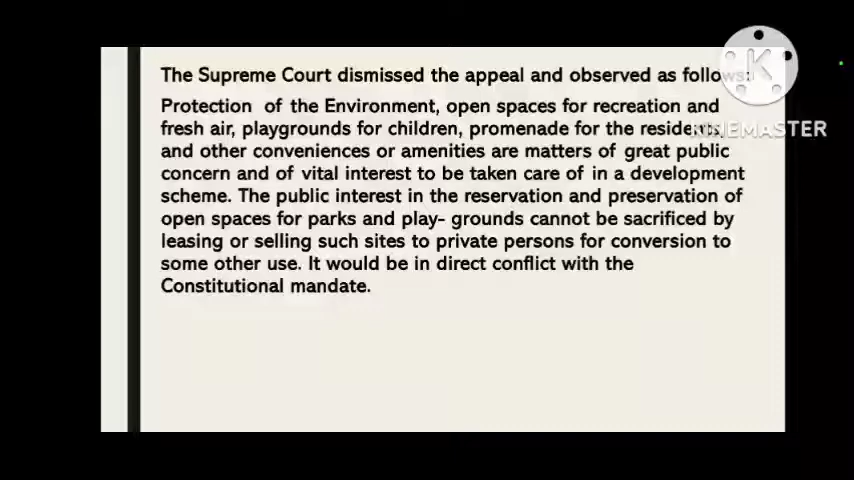 The Supreme Court dismissed the appeal and observed as follows:
Protection of the Environment, open spaces for recreation and
fresh air, playgrounds for children, promenade for the residents,
and other conveniences or amenities are matters of great public
concern and of vital interest to be taken care of in a development
scheme. The public interest in the reservation and preservation of
open spaces for parks and play- grounds cannot be sacrificed by
leasing or selling such sites to private persons for conversion to
some other use. It would be in direct conflict with the
Constitutional mandate.
K
KINEMASTER